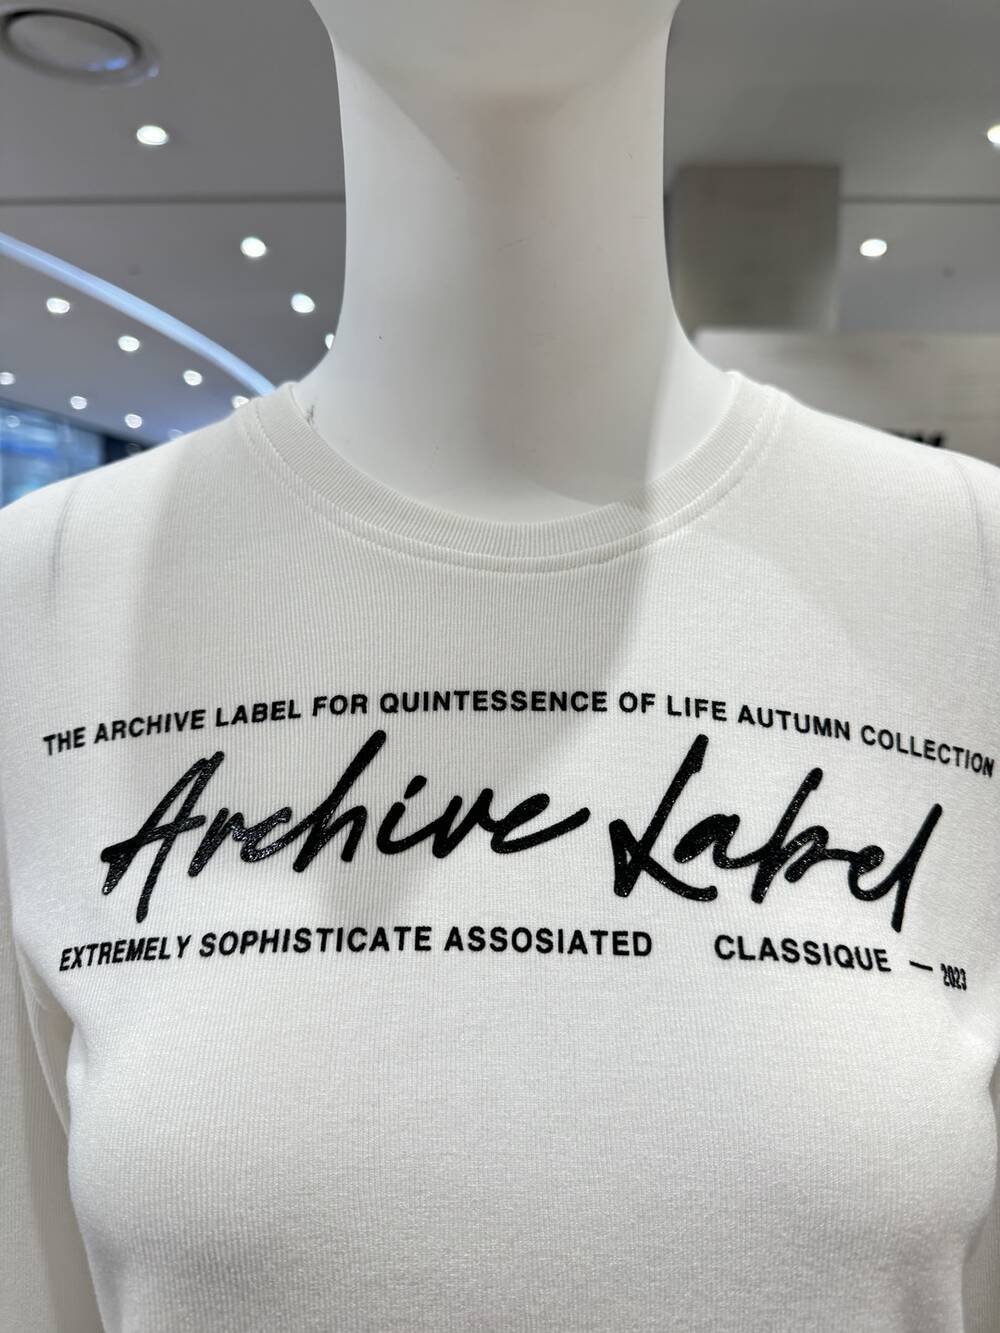 THE ARCHIVE LABEL FOR QUINTESSENCE OF LIFE AUTUMN COLLECTION
Archive Label
EXTREMELY SOPHISTICATE ASSOSIATED CLASSIQUE — 2023